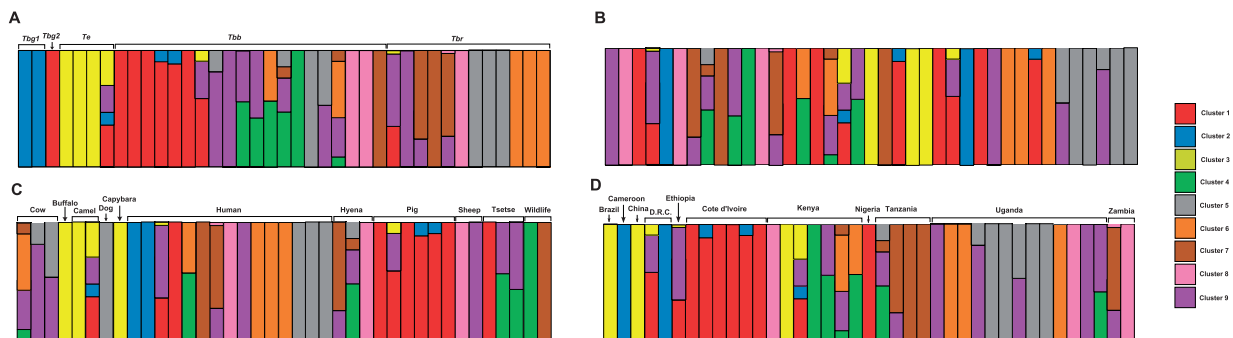 A
Tbg1 Tbg2 Te Tbb Tbr
B
C
Cow Buffalo Camel Dog Capybara Human Hyena Pig Sheep Tsetse Wildlife
D
Brazil Cameroon China D.R.C. Ethiopia Cote d'Ivoire Kenya Nigeria Tanzania Uganda Zambia
Cluster 1
Cluster 2
Cluster 3
Cluster 4
Cluster 5
Cluster 6
Cluster 7
Cluster 8
Cluster 9